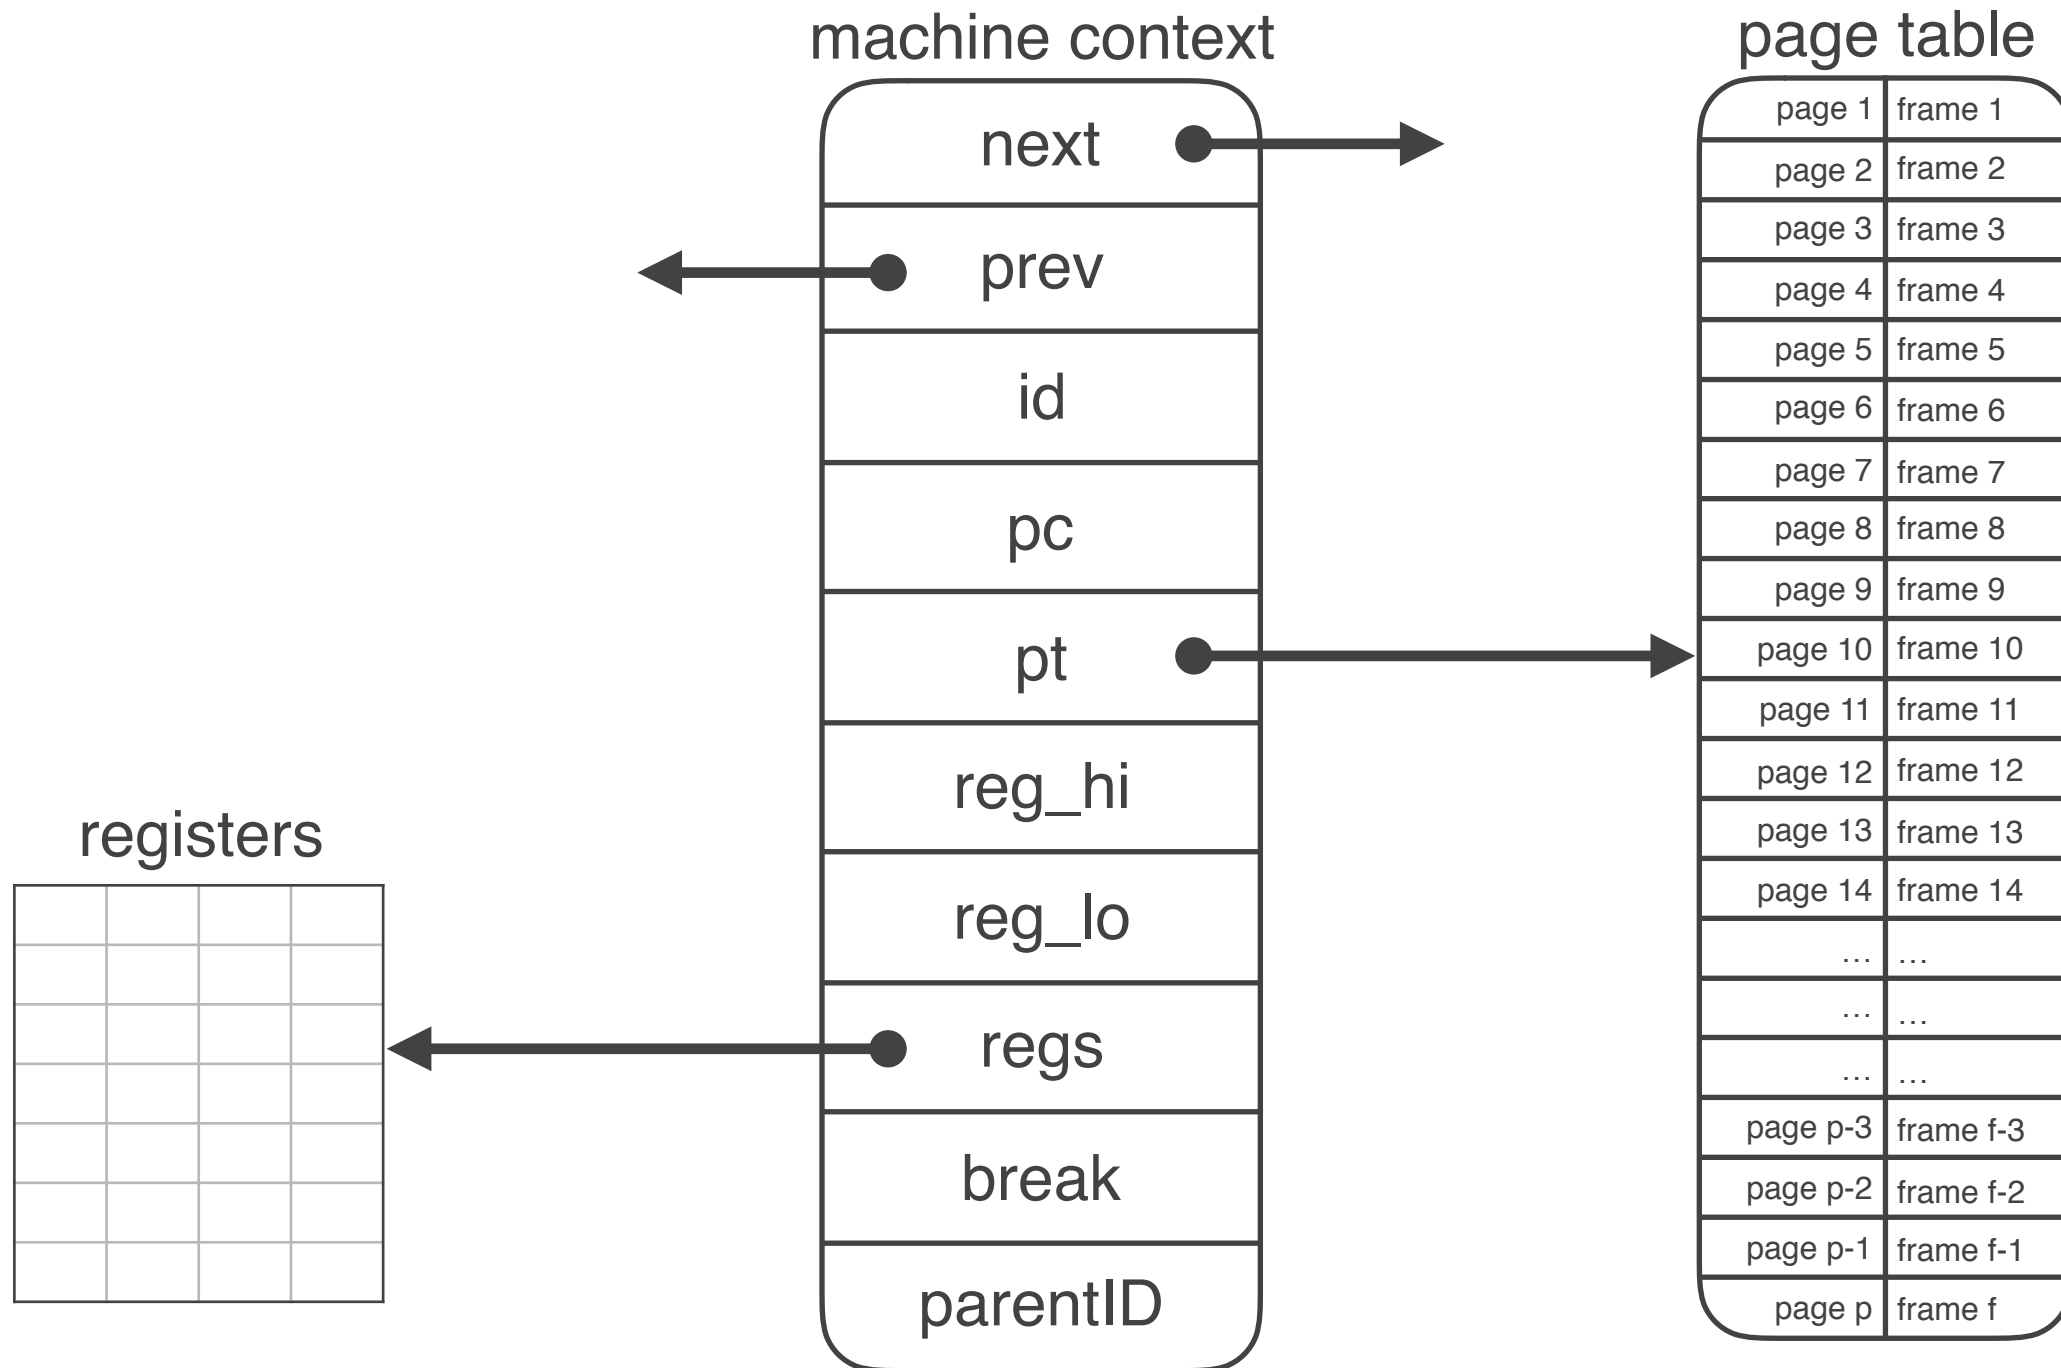 machine context
next
prev
id
pc
pt
reg_hi
reg_lo
regs
break
parentID
registers
page table
page 1 frame 1
page 2 frame 2
page 3 frame 3
page 4 frame 4
page 5 frame 5
page 6 frame 6
page 7 frame 7
page 8 frame 8
page 9 frame 9
page 10 frame 10
page 11 frame 11
page 12 frame 12
page 13 frame 13
page 14 frame 14
... ...
... ...
... ...
page p-3 frame f-3
page p-2 frame f-2
page p-1 frame f-1
page p frame f